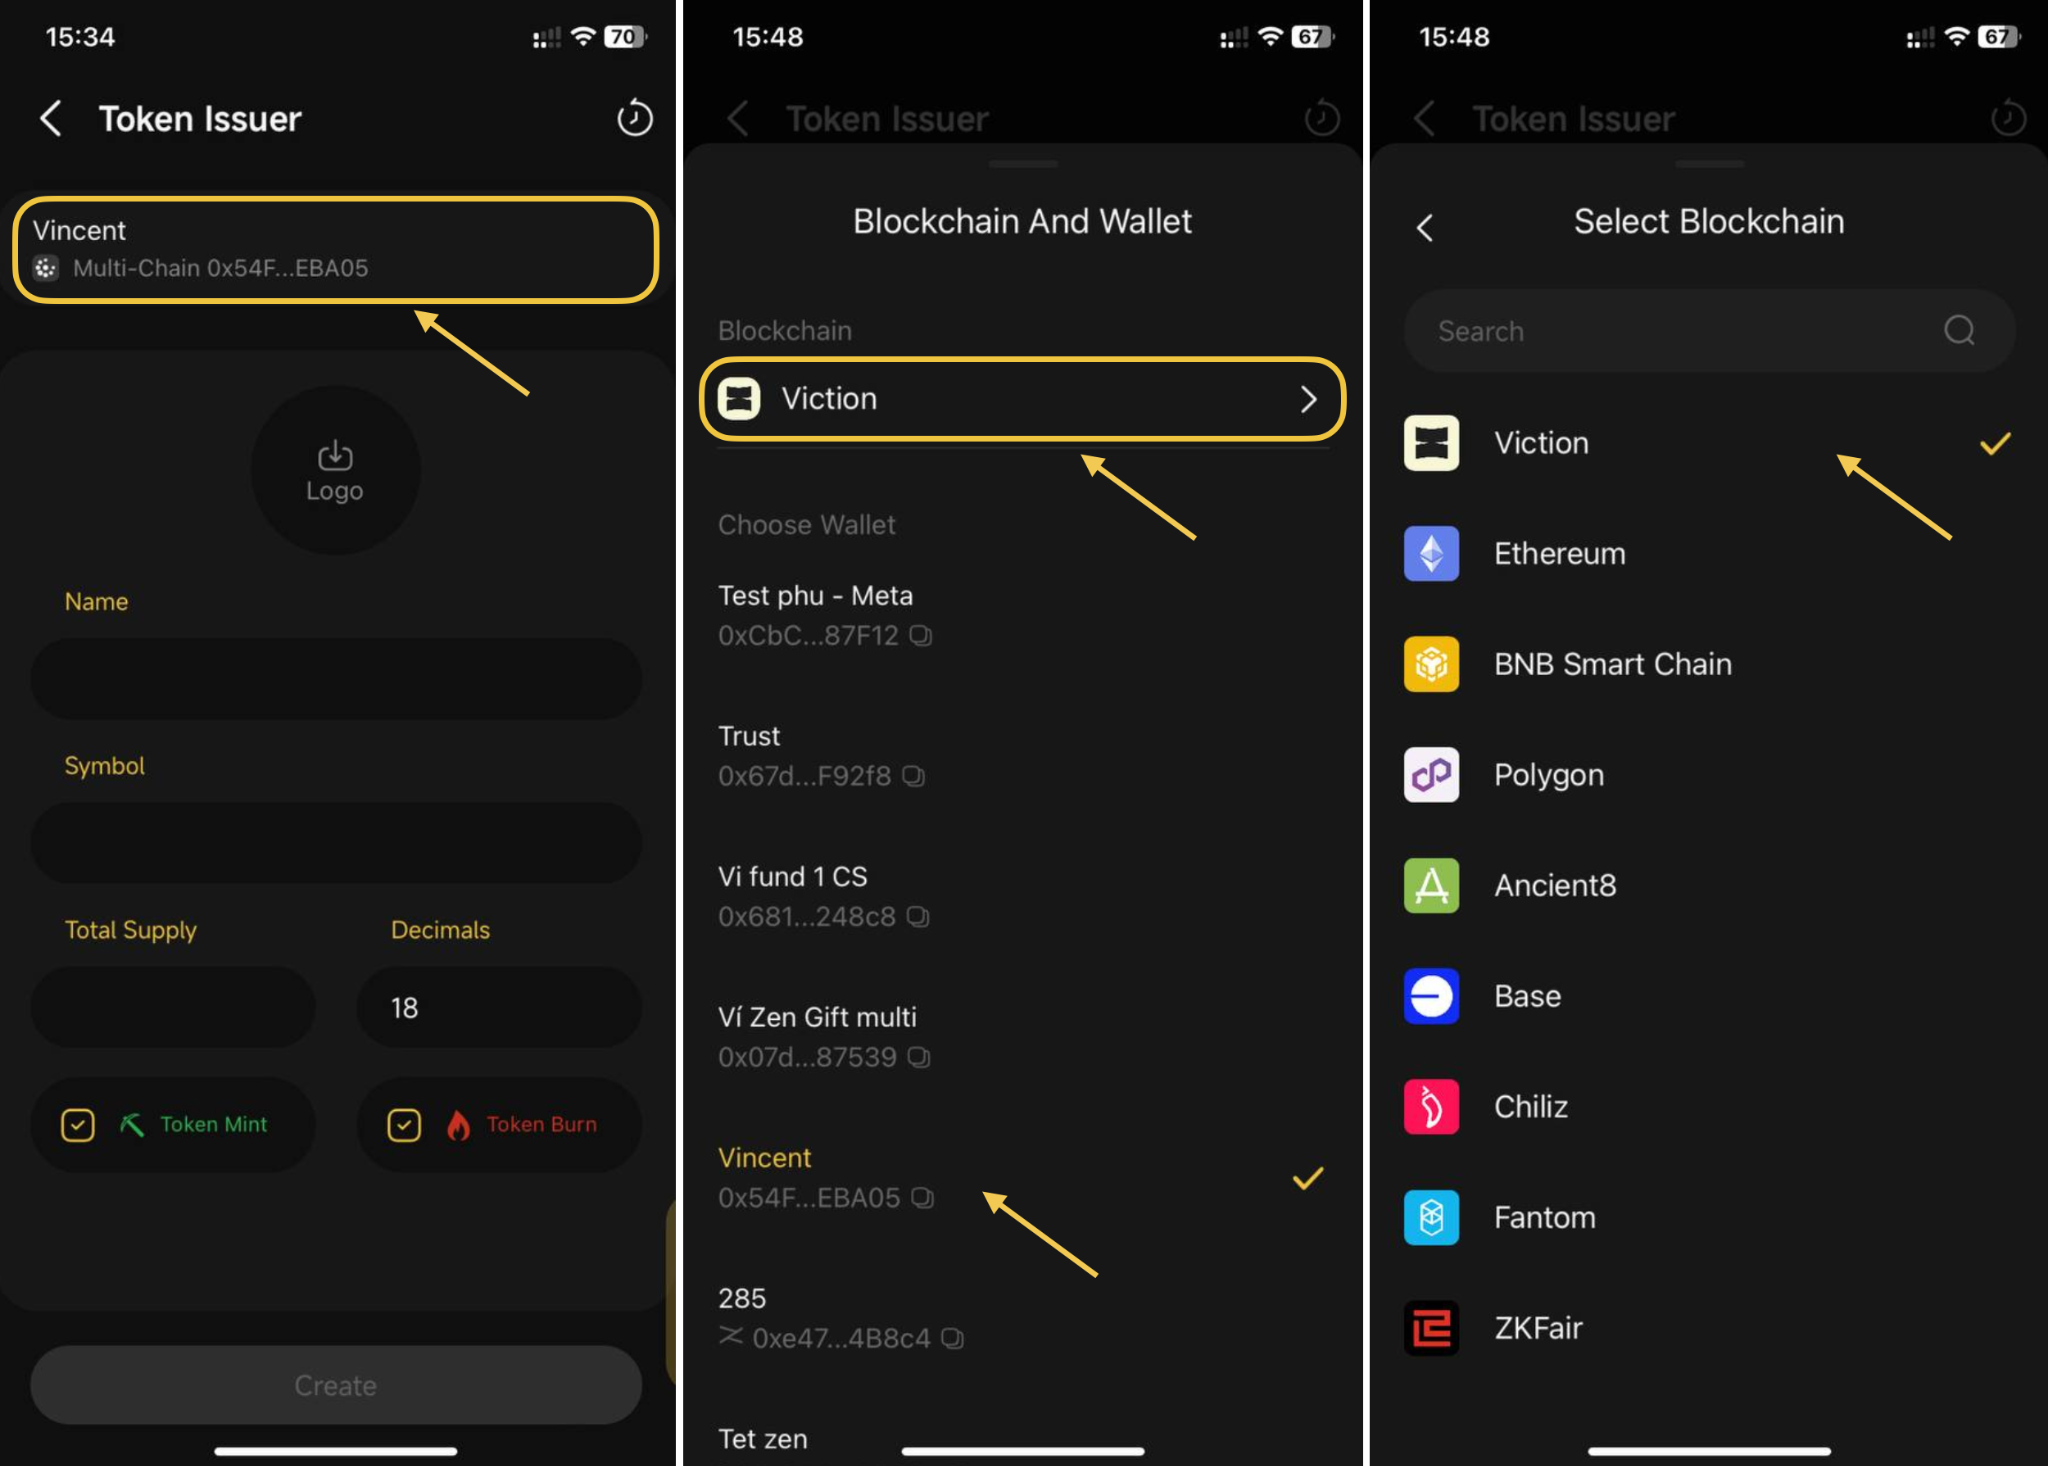 15:34
70
Token Issuer
Vincent
Multi-Chain 0x54F...EBA05
Logo
Name
Symbol
Total Supply
Decimals
18
Token Mint
Token Burn
Create
15:48
67
Token Issuer
Blockchain And Wallet
Blockchain
Viction
Choose Wallet
Test phu - Meta
0xCbC...87F12
Trust
0x67d...F92f8
Vi fund 1 CS
0x681...248c8
Ví Zen Gift multi
0x07d...87539
Vincent
0x54F...EBA05
285
0xe47...4B8c4
Tet zen
15:48
67
Token Issuer
Select Blockchain
Search
Viction
Ethereum
BNB Smart Chain
Polygon
Ancient8
Base
Chiliz
Fantom
ZKFair